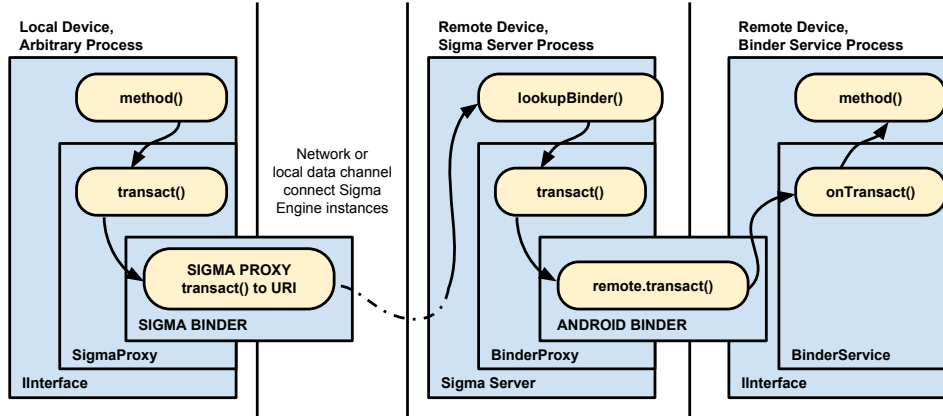 Local Device,
Arbitrary Process
method()
transact()
SIGMA PROXY
transact() to URI
SIGMA BINDER
SigmaProxy
IInterface
Network or
local data channel
connect Sigma
Engine instances
Remote Device,
Sigma Server Process
lookupBinder()
transact()
remote.transact()
ANDROID BINDER
BinderProxy
Sigma Server
Remote Device,
Binder Service Process
method()
onTransact()
BinderService
IInterface